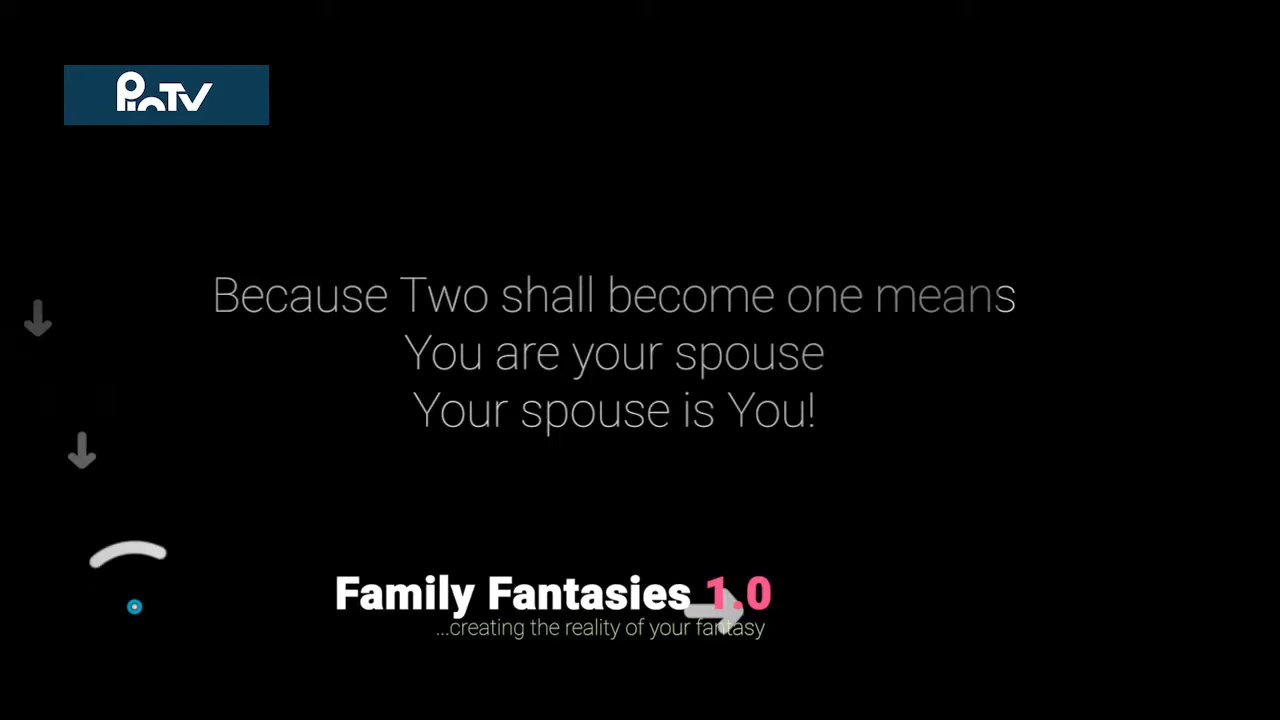 PinTV
Because Two shall become one means
You are your spouse
Your spouse is You!
Family Fantasies 1.0
...creating the reality of your fantasy